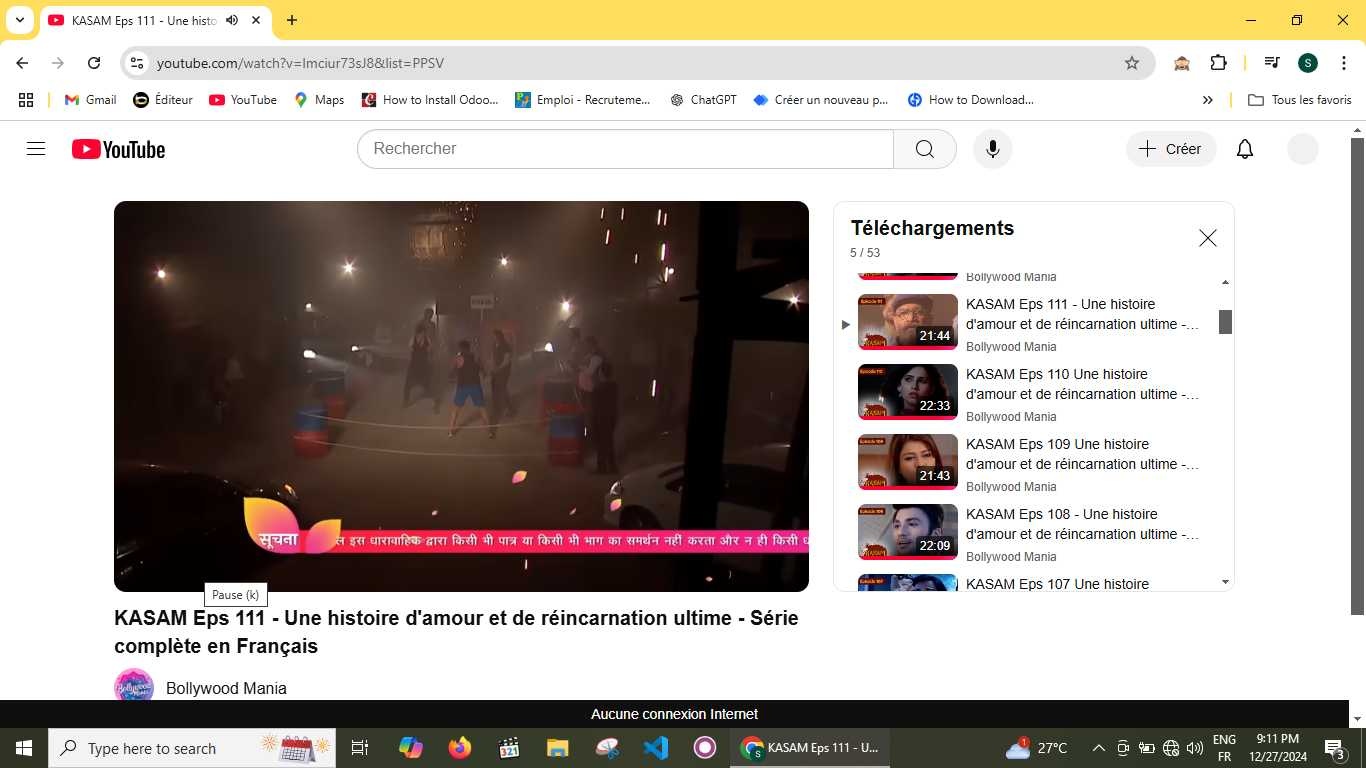 KASAM Eps 111 - Une histo
youtube.com/watch?v=Imciur73sJ8&list=PPSV
S
Gmail
Éditeur
YouTube
Maps
How to Install Odoo...
Emploi - Recruteme...
ChatGPT
Créer un nouveau p...
How to Download...
Tous les favoris
YouTube
Rechercher
Créer
Téléchargements
5 / 53
Bollywood Mania
KASAM Eps 111 - Une histoire
d'amour et de réincarnation ultime -...
21:44
Bollywood Mania
KASAM Eps 110 Une histoire
d'amour et de réincarnation ultime -...
22:33
Bollywood Mania
KASAM Eps 109 Une histoire
d'amour et de réincarnation ultime -...
21:43
Bollywood Mania
KASAM Eps 108 - Une histoire
d'amour et de réincarnation ultime -...
22:09
Bollywood Mania
KASAM Eps 107 Une histoire
सूचना
इस धारावाहिक द्वारा किसी भी पात्र या किसी भी भाग का समर्थन नहीं करता और न ही किसी
Pause (k)
KASAM Eps 111 - Une histoire d'amour et de réincarnation ultime - Série
complète en Français
Bollywood Mania
Aucune connexion Internet
Type here to search
KASAM Eps 111 - U...
27°C
ENG
FR
9:11 PM
12/27/2024
3